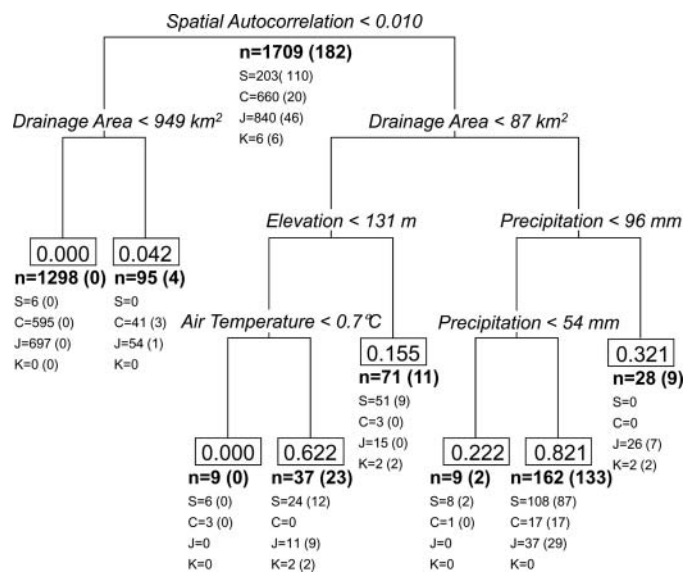 Spatial Autocorrelation < 0.010
n=1709 (182)
S=203( 110)
C=660 (20)
J=840 (46)
K=6 (6)
Drainage Area < 949 km²
Drainage Area < 87 km²
0.000
n=1298 (0)
S=6 (0)
C=595 (0)
J=697 (0)
K=0 (0)
0.042
n=95 (4)
S=0
C=41 (3)
J=54 (1)
K=0
Elevation < 131 m
Precipitation < 96 mm
Air Temperature < 0.7°C
0.155
n=71 (11)
S=51 (9)
C=3 (0)
J=15 (0)
K=2 (2)
Precipitation < 54 mm
0.321
n=28 (9)
S=0
C=0
J=26 (7)
K=2 (2)
0.000
n=9 (0)
S=6 (0)
C=3 (0)
J=0
K=0
0.622
n=37 (23)
S=24 (12)
C=0
J=11 (9)
K=2 (2)
0.222
n=9 (2)
S=8 (2)
C=1 (0)
J=0
K=0
0.821
n=162 (133)
S=108 (87)
C=17 (17)
J=37 (29)
K=0